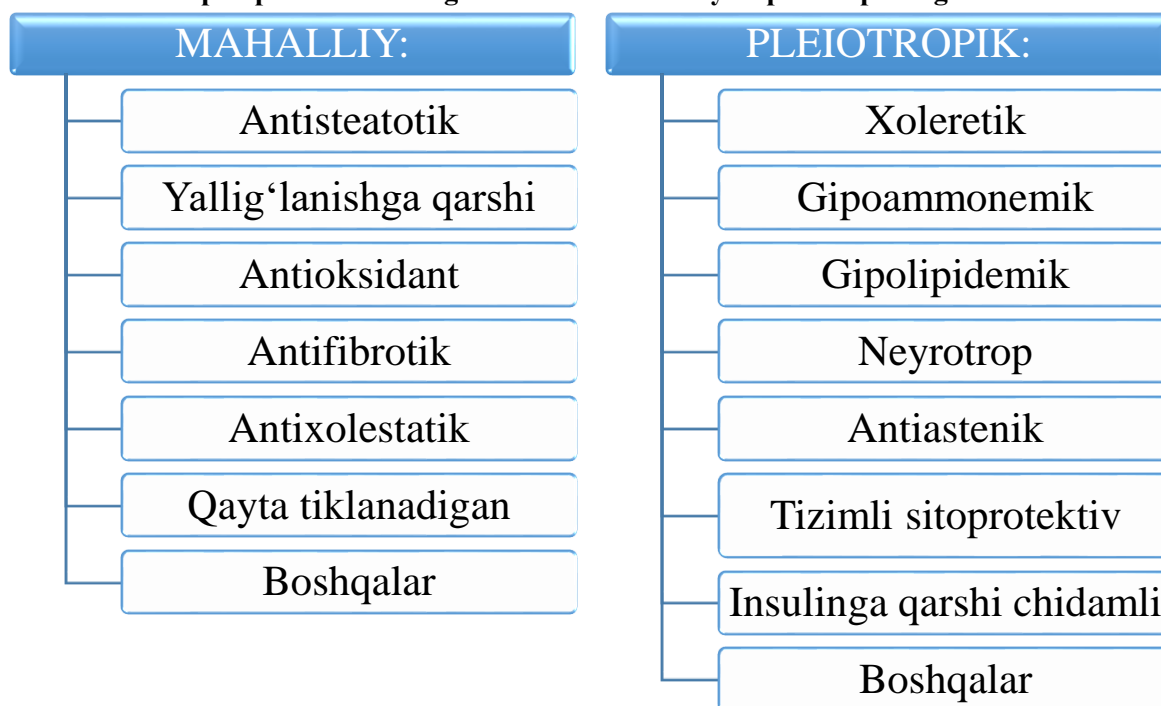 MAHALLIY:
Antisteatotik
Yallig‘lanishga qarshi
Antioksidant
Antifibrotik
Antixolestatik
Qayta tiklanadigan
Boshqalar
PLEIOTROPIK:
Xoleretik
Gipoammonemik
Gipolipidemik
Neyrotrop
Antiastenik
Tizimli sitoprotektiv
Insulinga qarshi chidamli
Boshqalar